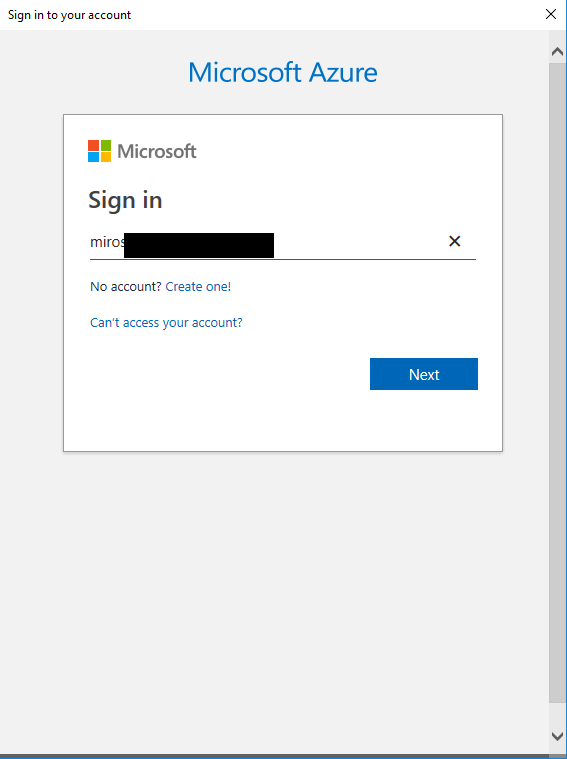 Sign in to your account
Microsoft Azure
Microsoft
Sign in
miros
No account? Create one!
Can't access your account?
Next